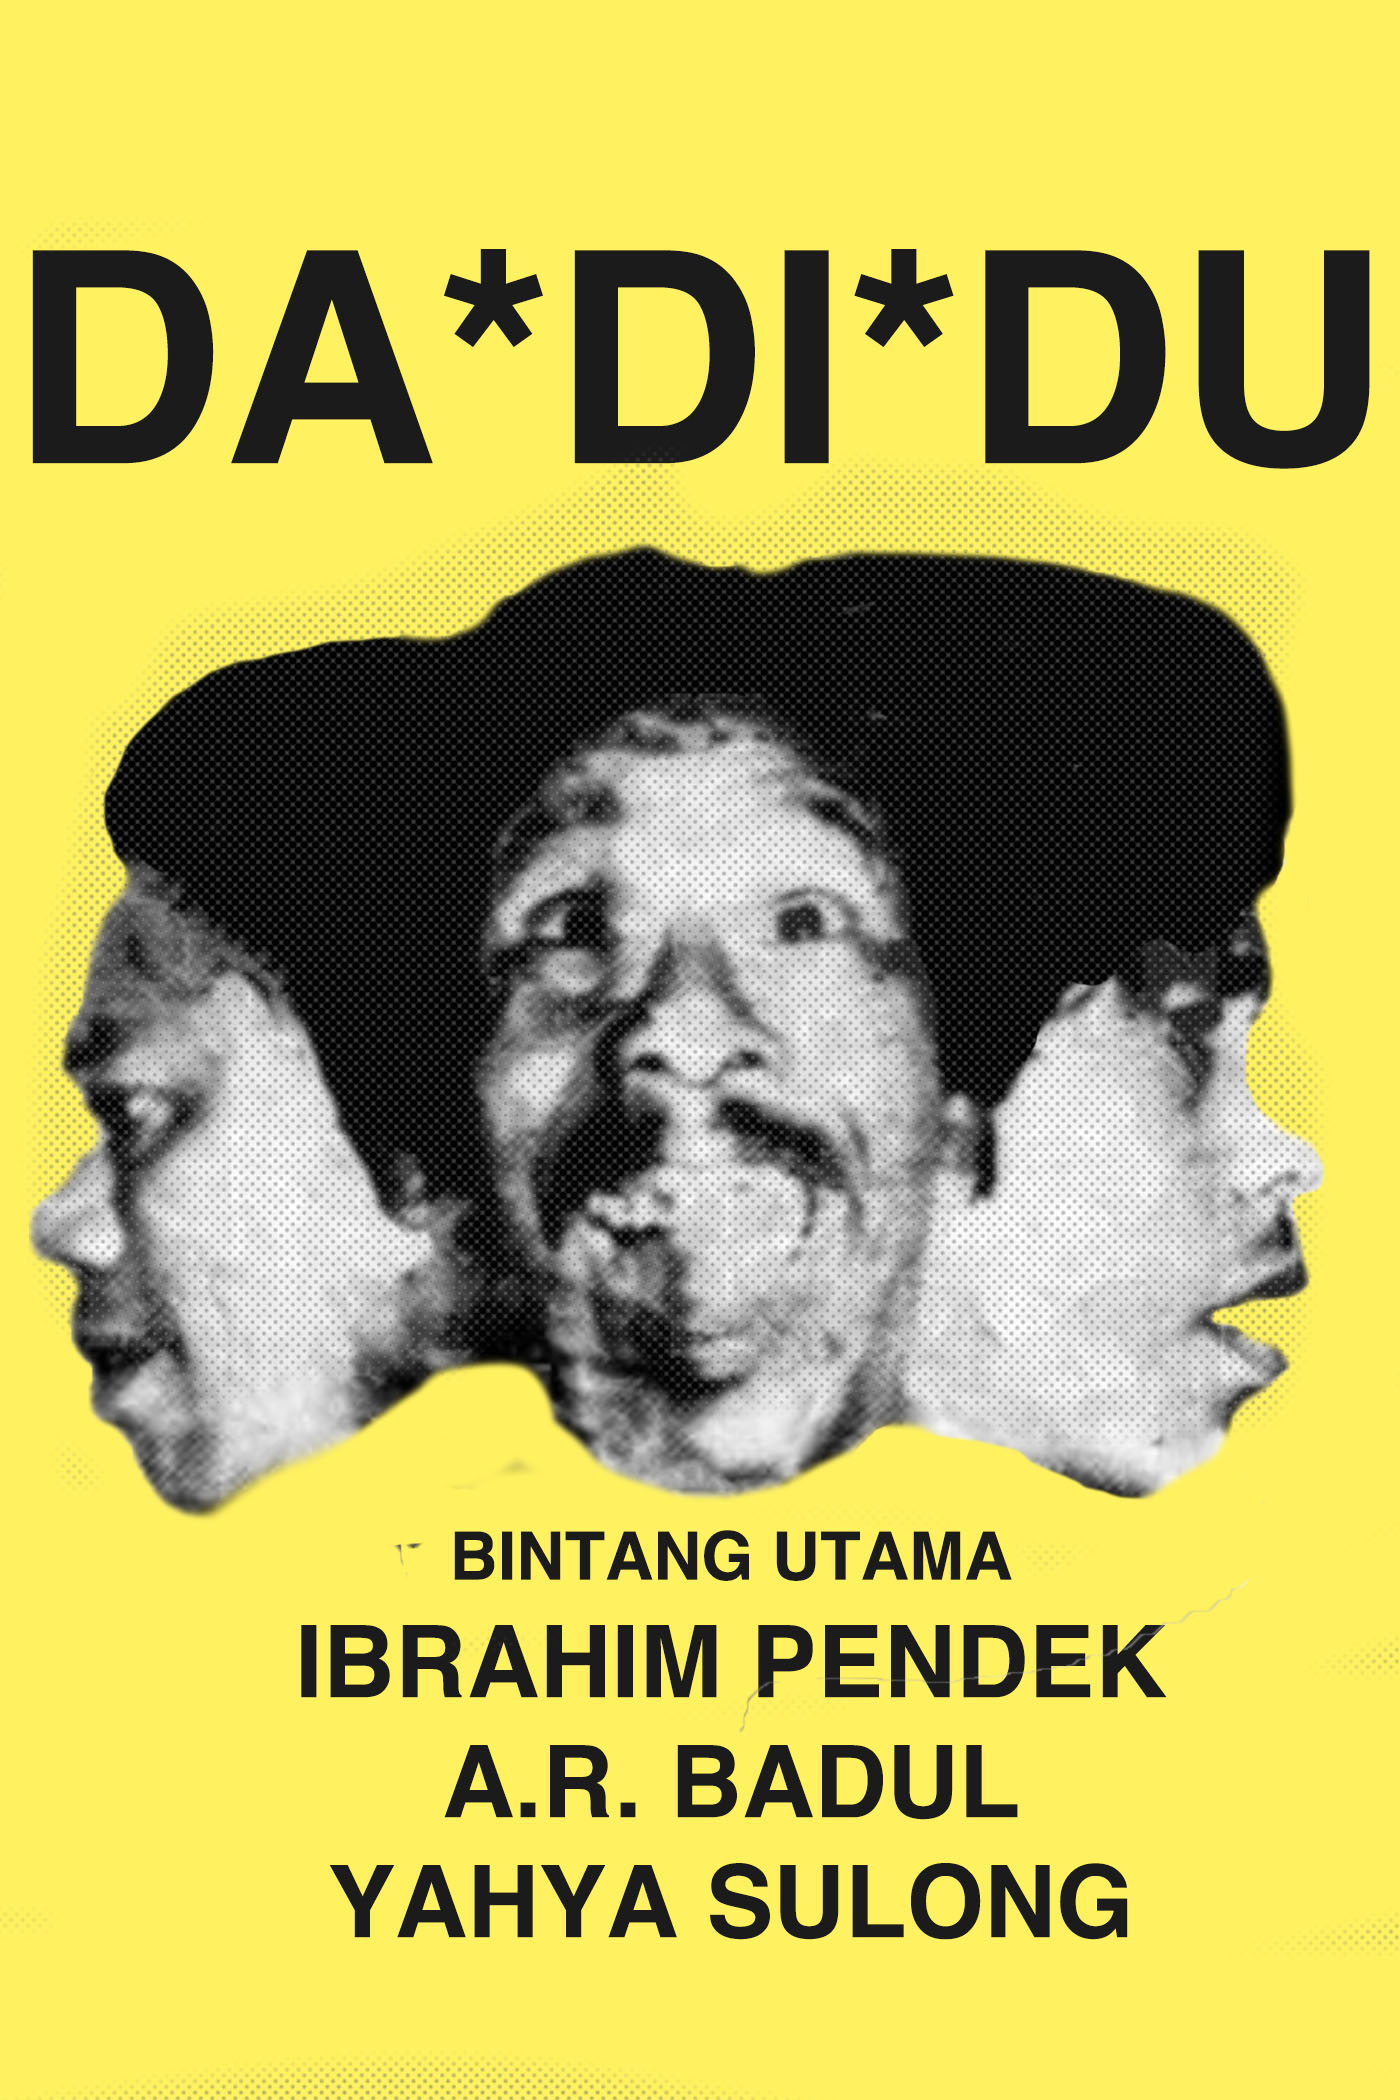 DA*DI*DU
BINTANG UTAMA
IBRAHIM PENDEK
A.R. BADUL
YAHYA SULONG